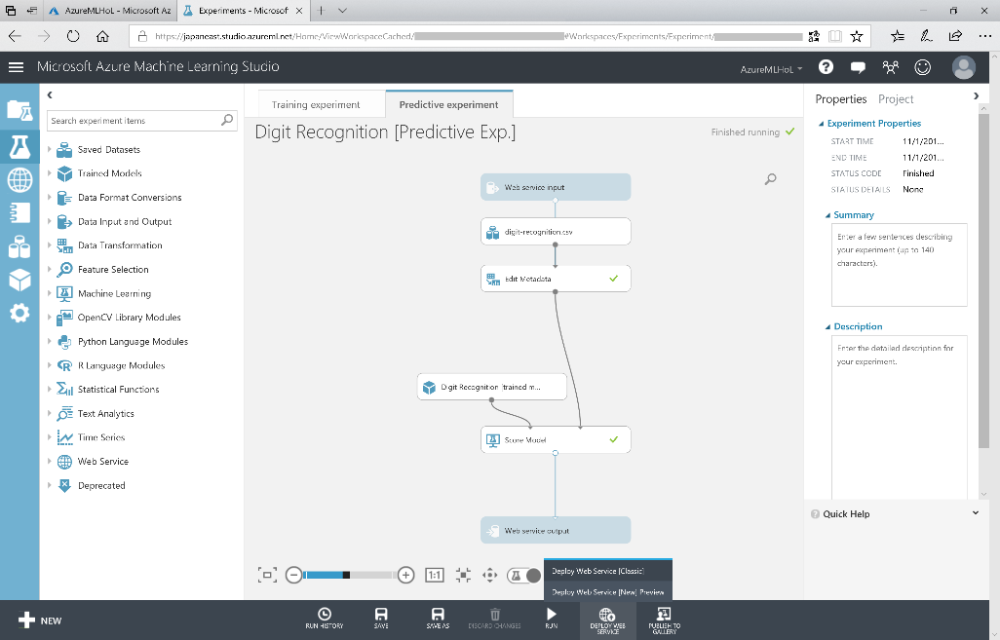 AzureMLHoL - Microsoft Az
Experiments - Microsof
https://japaneast.studio.azureml.net/Home/ViewWorkspaceCached/
#Workspaces/Experiments/Experiment/
Microsoft Azure Machine Learning Studio
AzureMLHoL
Search experiment items
Saved Datasets
Trained Models
Data Format Conversions
Data Input and Output
Data Transformation
Feature Selection
Machine Learning
OpenCV Library Modules
Python Language Modules
R Language Modules
Statistical Functions
Text Analytics
Time Series
Web Service
Deprecated
Training experiment
Predictive experiment
Digit Recognition [Predictive Exp.]
Finished running
Web service input
digit-recognition.csv
Edit Metadata
Digit Recognition [trained m...
Score Model
Web service output
1:1
Deploy Web Service [Classic]
Deploy Web Service [New] Preview
Properties
Project
Experiment Properties
START TIME 11/1/201...
END TIME 11/1/201...
STATUS CODE Finished
STATUS DETAILS None
Summary
Enter a few sentences describing
your experiment (up to 140
characters).
Description
Enter the detailed description for
your experiment.
Quick Help
NEW
RUN HISTORY
SAVE
SAVE AS
DISCARD CHANGES
RUN
DEPLOY WEB
SERVICE
PUBLISH TO
GALLERY